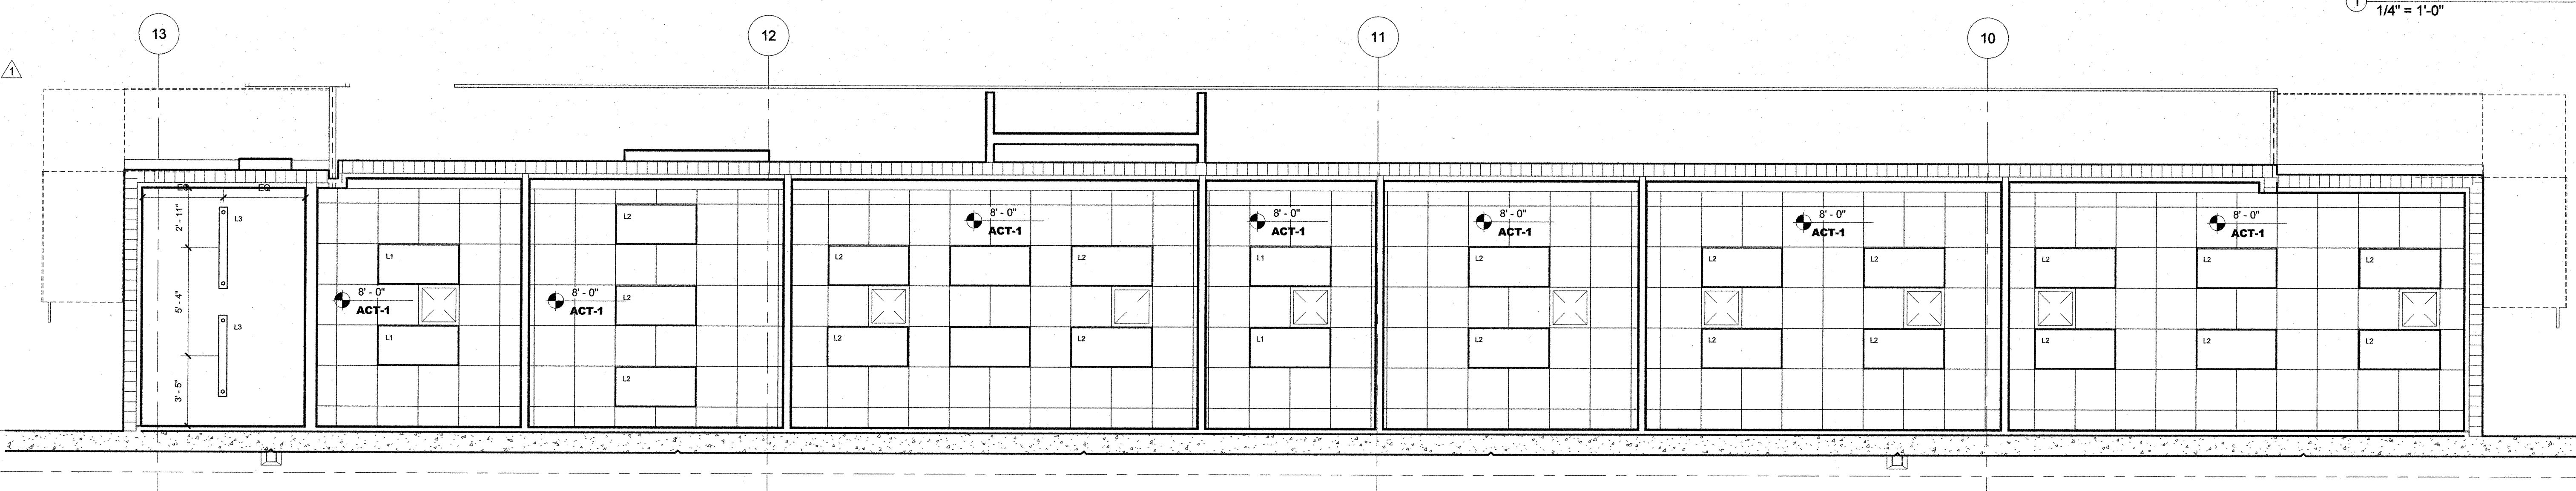 1
1/4" = 1'-0"
13
12
11
10
1
EQ EQ
2' - 11"
5' - 4"
3' - 5"
L3
L3
L1
8' - 0"
ACT-1
L1
L2
8' - 0"
ACT-1
L2
L2
8' - 0"
ACT-1
L2
L2
L2
L2
8' - 0"
ACT-1
L1
L1
8' - 0"
ACT-1
L2
L2
8' - 0"
ACT-1
L2
L2
L2
L2
8' - 0"
ACT-1
L2
L2
L2
L2
L2
L2